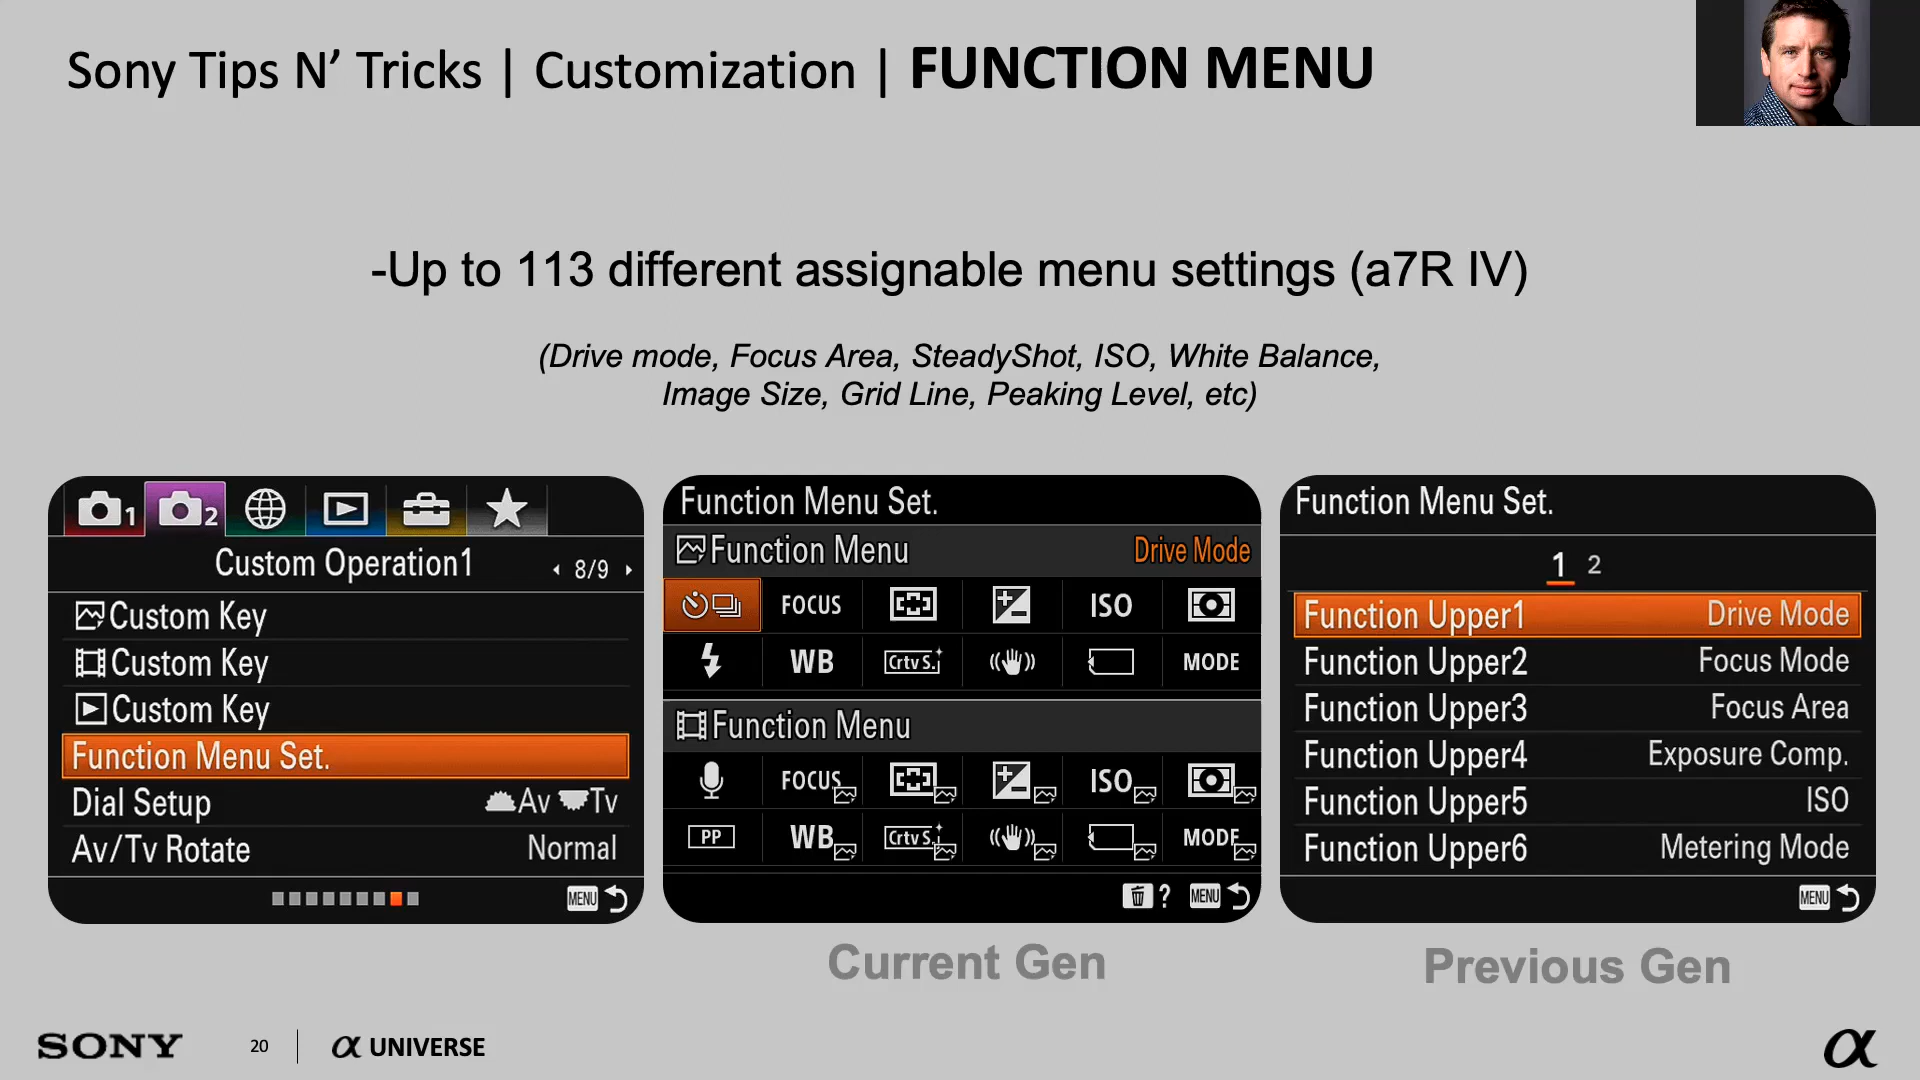 Sony Tips N’ Tricks | Customization | FUNCTION MENU
-Up to 113 different assignable menu settings (a7R IV)
(Drive mode, Focus Area, SteadyShot, ISO, White Balance,
Image Size, Grid Line, Peaking Level, etc)
1 2
Custom Operation1 8/9
Custom Key
Custom Key
Custom Key
Function Menu Set.
Dial Setup Av Tv
Av/Tv Rotate Normal
MENU
Function Menu Set.
Function Menu Drive Mode
FOCUS ISO
WB Crtv S. MODE
Function Menu
FOCUS ISO
PP WB Crtv S. MODE
? MENU
Current Gen
Function Menu Set.
1 2
Function Upper1 Drive Mode
Function Upper2 Focus Mode
Function Upper3 Focus Area
Function Upper4 Exposure Comp.
Function Upper5 ISO
Function Upper6 Metering Mode
MENU
Previous Gen
SONY 20 α UNIVERSE α